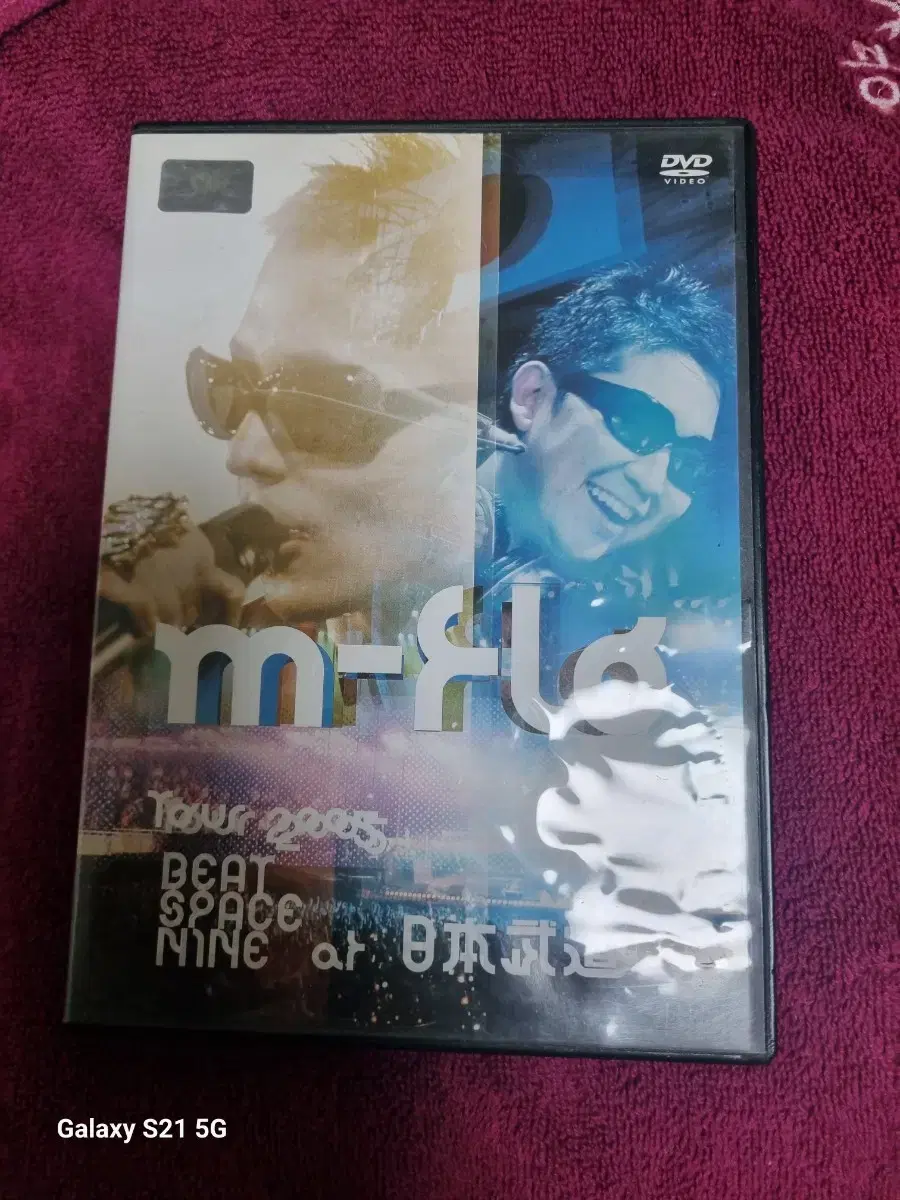 DVD
VIDEO
m-flo
Tour 2005
BEAT
SPACE
NINE at 日本武道
Galaxy S21 5G